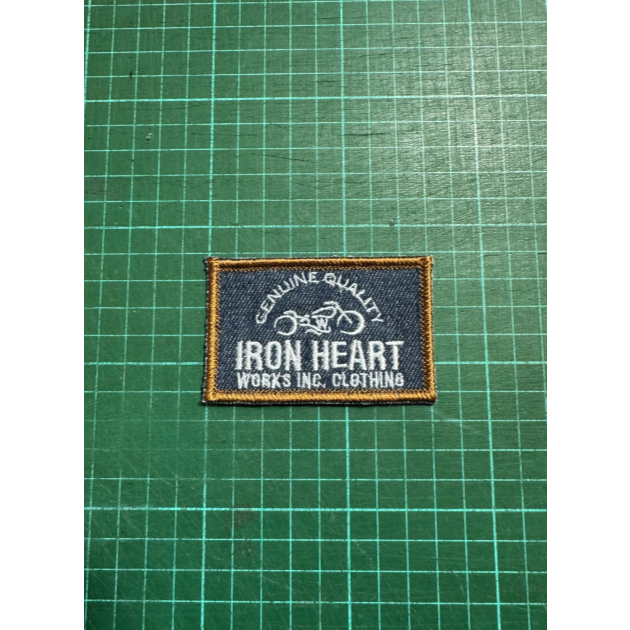 GENUINE QUALITY
W
IRON HEART
WORKS INC. CLOTHING